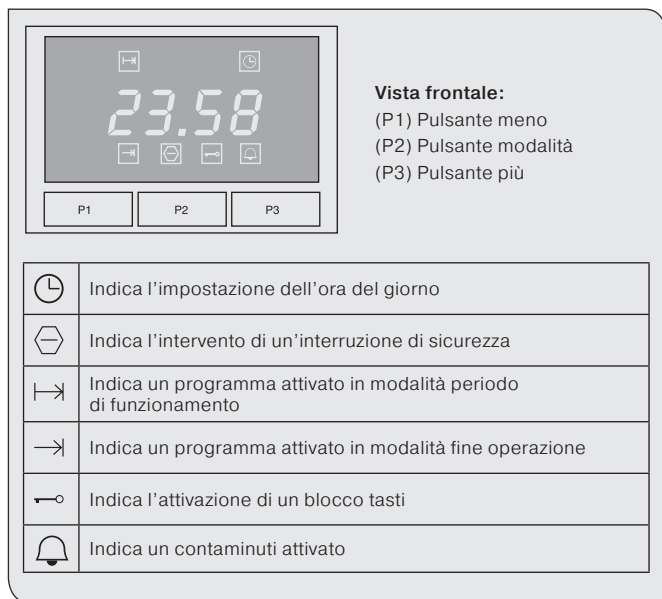 23.58
P1 P2 P3
Vista frontale:
(P1) Pulsante meno
(P2) Pulsante modalità
(P3) Pulsante più
Indica l'impostazione dell'ora del giorno
Indica l'intervento di un'interruzione di sicurezza
Indica un programma attivato in modalità periodo
di funzionamento
Indica un programma attivato in modalità fine operazione
Indica l'attivazione di un blocco tasti
Indica un contaminuti attivato